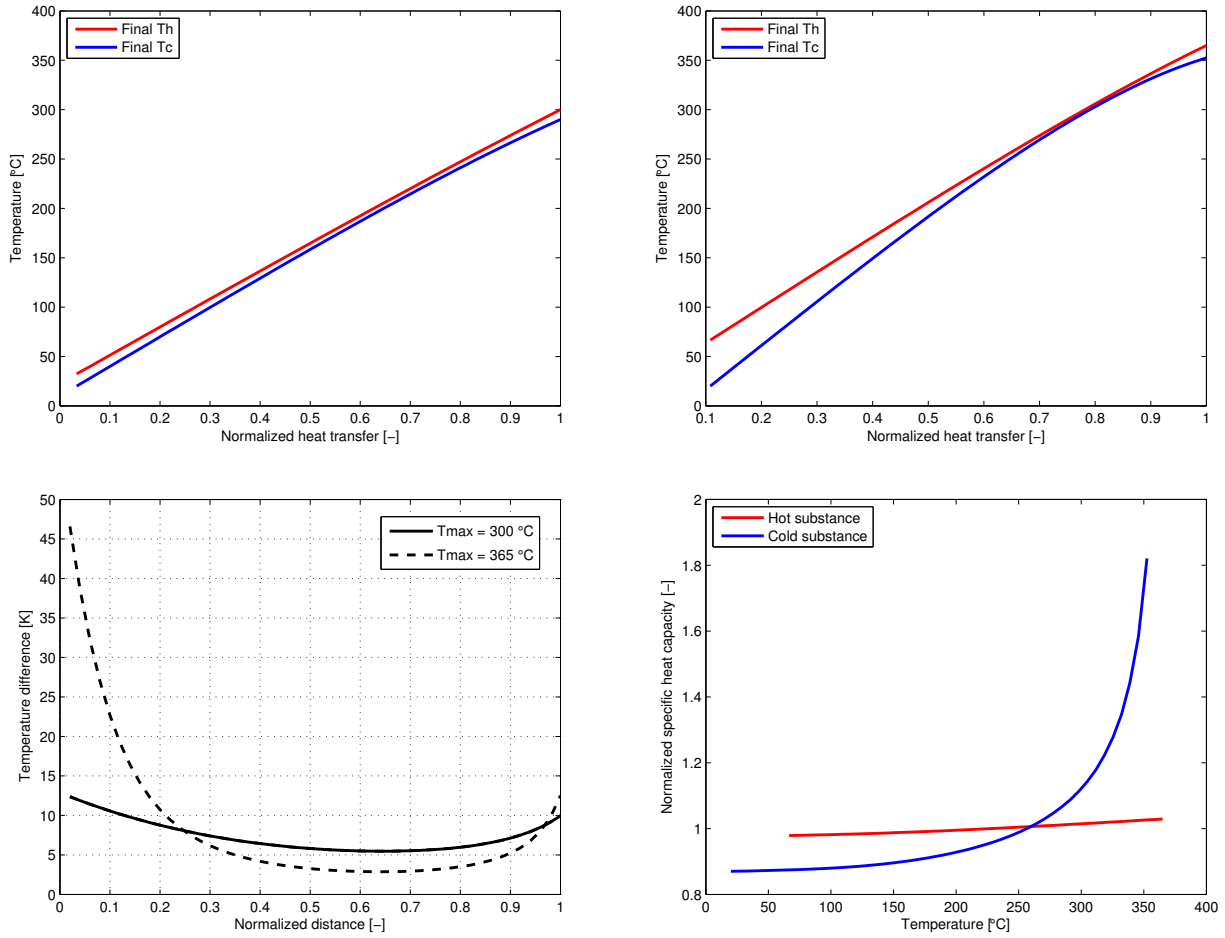 400
350
300
250
200
150
100
50
0
Temperature [°C]
Final Th
Final Tc
0 0.1 0.2 0.3 0.4 0.5 0.6 0.7 0.8 0.9 1
Normalized heat transfer [−]
400
350
300
250
200
150
100
50
0
Temperature [°C]
Final Th
Final Tc
0.1 0.2 0.3 0.4 0.5 0.6 0.7 0.8 0.9 1
Normalized heat transfer [−]
50
45
40
35
30
25
20
15
10
5
0
Temperature difference [K]
Tmax = 300 °C
Tmax = 365 °C
0 0.1 0.2 0.3 0.4 0.5 0.6 0.7 0.8 0.9 1
Normalized distance [−]
2
1.8
1.6
1.4
1.2
1
0.8
Normalized specific heat capacity [−]
Hot substance
Cold substance
0 50 100 150 200 250 300 350 400
Temperature [°C]